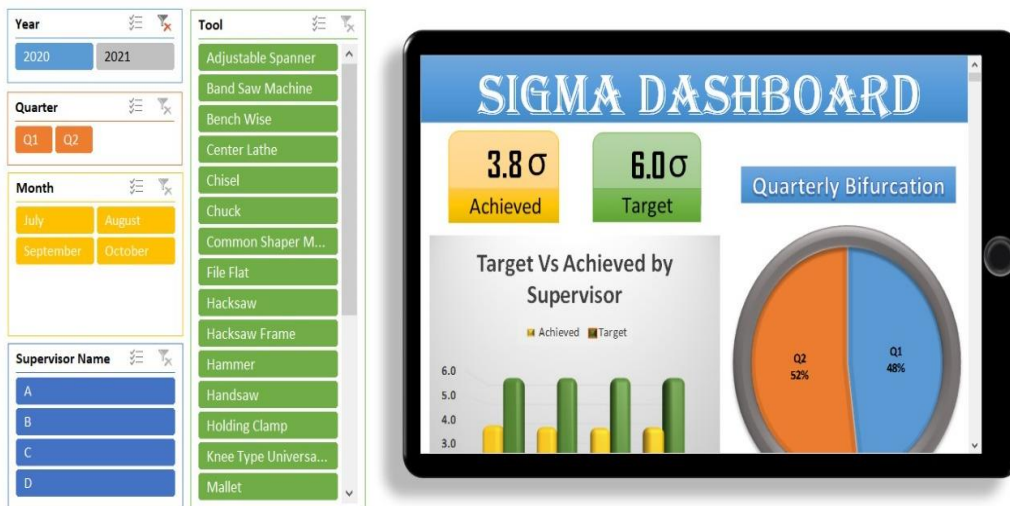 Year
2020
2021
Quarter
Q1
Q2
Month
July
August
September
October
Supervisor Name
A
B
C
D
Tool
Adjustable Spanner
Band Saw Machine
Bench Wise
Center Lathe
Chisel
Chuck
Common Shaper M...
File Flat
Hacksaw
Hacksaw Frame
Hammer
Handsaw
Holding Clamp
Knee Type Universa...
Mallet
SIGMA DASHBOARD
3.8 σ
Achieved
6.0 σ
Target
Quarterly Bifurcation
Target Vs Achieved by
Supervisor
Achieved
Target
6.0
5.0
4.0
3.0
Q2
52%
Q1
48%